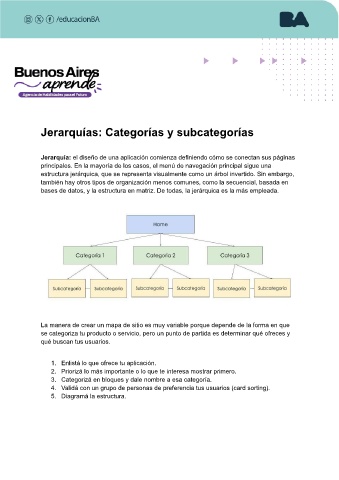 /educacionBA
BA
Buenos Aires
aprende
Agencia de Habilidades para el Futuro
Jerarquías: Categorías y subcategorías
Jerarquía: el diseño de una aplicación comienza definiendo cómo se conectan sus páginas
principales. En la mayoría de los casos, el menú de navegación principal sigue una
estructura jerárquica, que se representa visualmente como un árbol invertido. Sin embargo,
también hay otros tipos de organización menos comunes, como la secuencial, basada en
bases de datos, y la estructura en matriz. De todas, la jerárquica es la más empleada.
Home
Categoría 1 Categoría 2 Categoría 3
Subcategoría Subcategoría Subcategoría Subcategoría Subcategoría Subcategoría
La manera de crear un mapa de sitio es muy variable porque depende de la forma en que
se categoriza tu producto o servicio, pero un punto de partida es determinar qué ofreces y
qué buscan tus usuarios.
1. Enlistá lo que ofrece tu aplicación.
2. Priorizá lo más importante o lo que te interesa mostrar primero.
3. Categorizá en bloques y dale nombre a esa categoría.
4. Validá con un grupo de personas de preferencia tus usuarios (card sorting).
5. Diagramá la estructura.